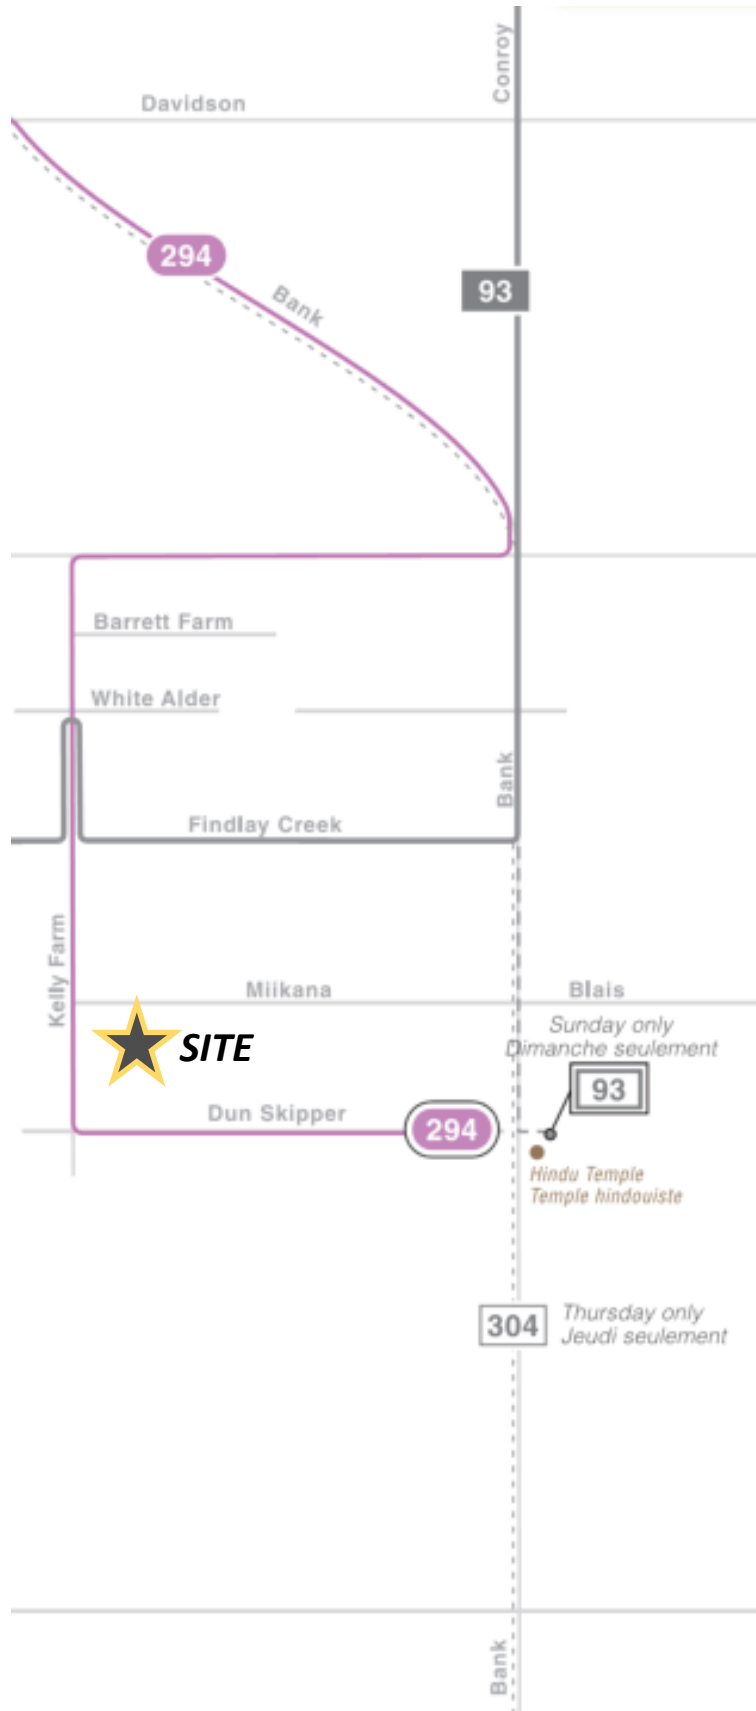 Conroy
Davidson
294
Bank
93
Barrett Farm
White Alder
Bank
Findlay Creek
Kelly Farm
Miikana
Blais
Sunday only
Dimanche seulement
SITE
93
Dun Skipper
294
Hindu Temple
Temple hindouiste
304
Thursday only
Jeudi seulement
Bank